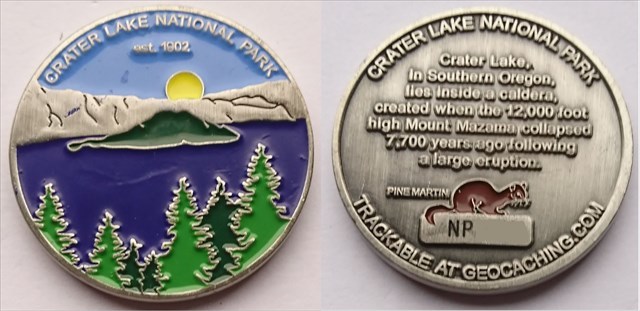 CRATER LAKE NATIONAL PARK
est. 1902
CRATER LAKE NATIONAL PARK
Crater Lake,
in Southern Oregon,
lies inside a caldera,
created when the 12,000 foot
high Mount Mazama collapsed
7,700 years ago following
a large eruption.
PINE MARTIN
NP
TRACKABLE AT GEOCACHING.COM